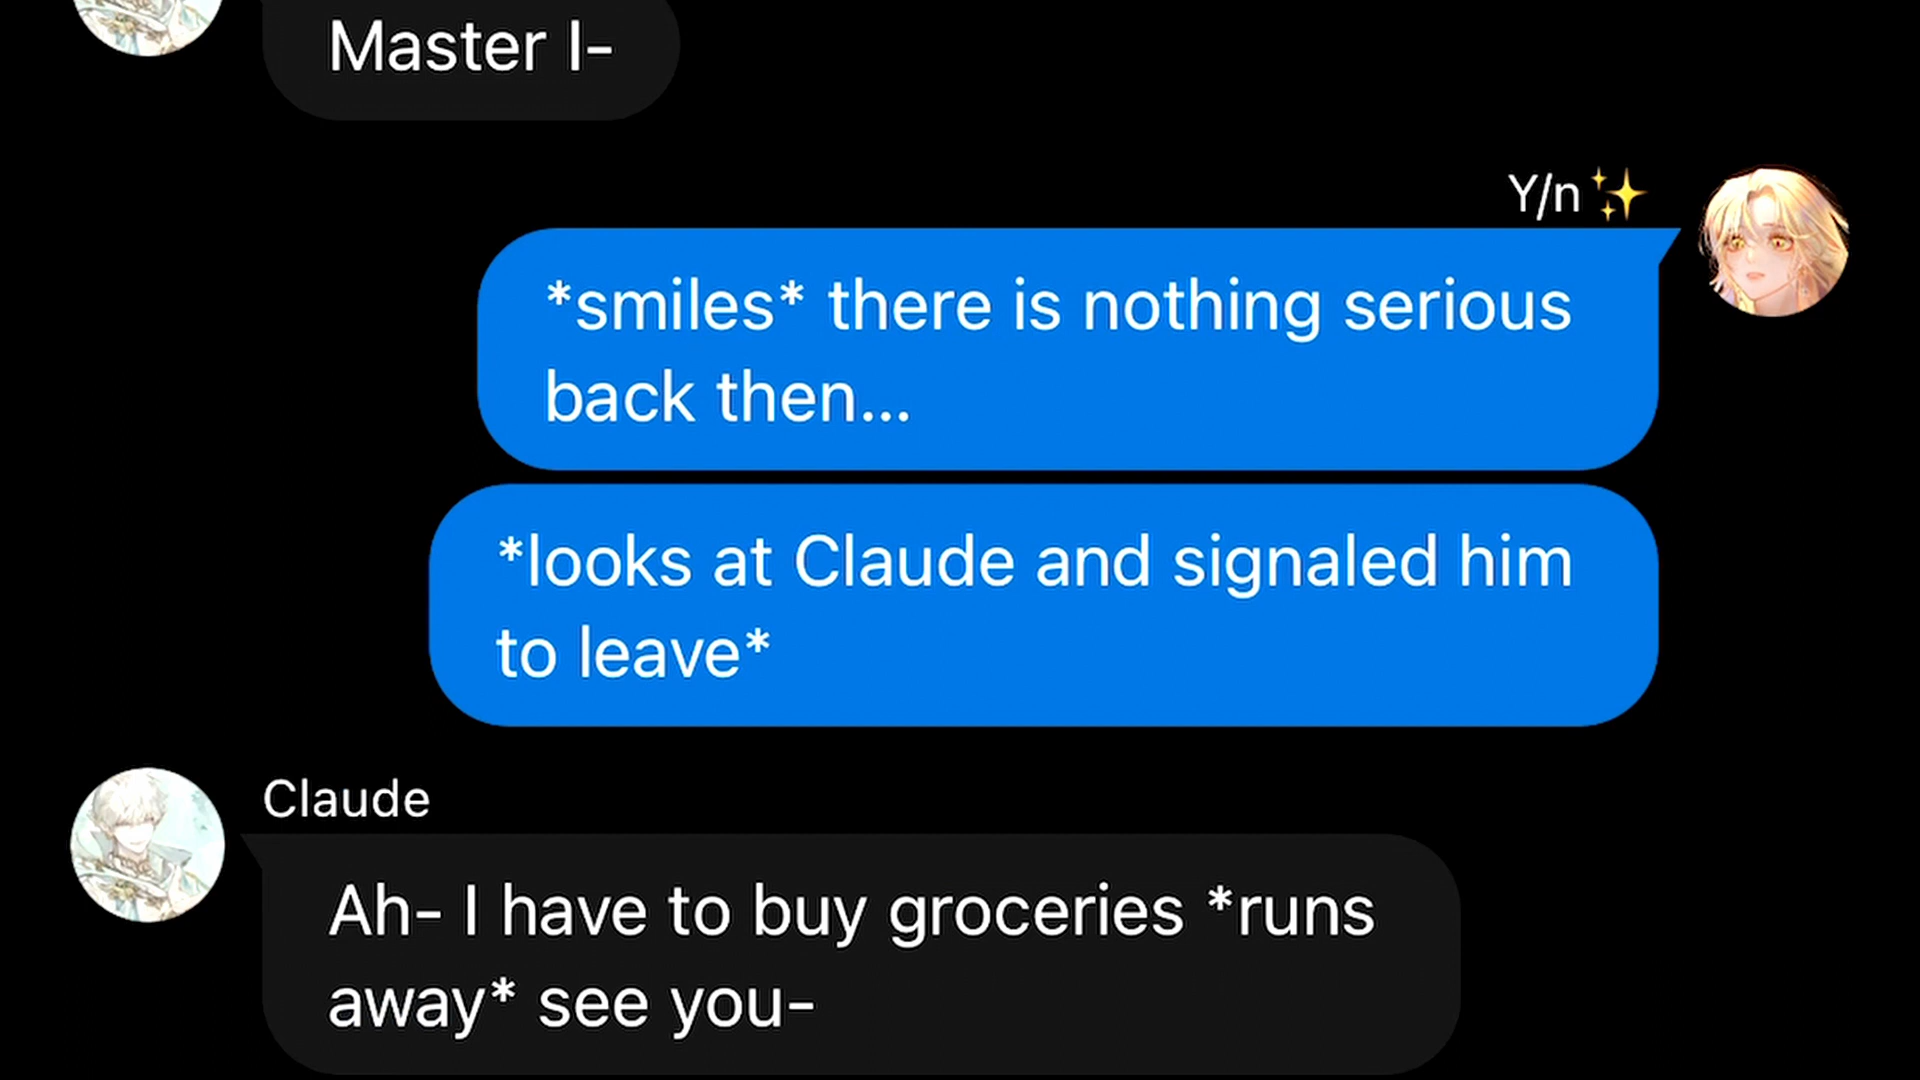 Master I-
Y/n✨
*smiles* there is nothing serious
back then...
*looks at Claude and signaled him
to leave*
Claude
Ah- I have to buy groceries *runs
away* see you-